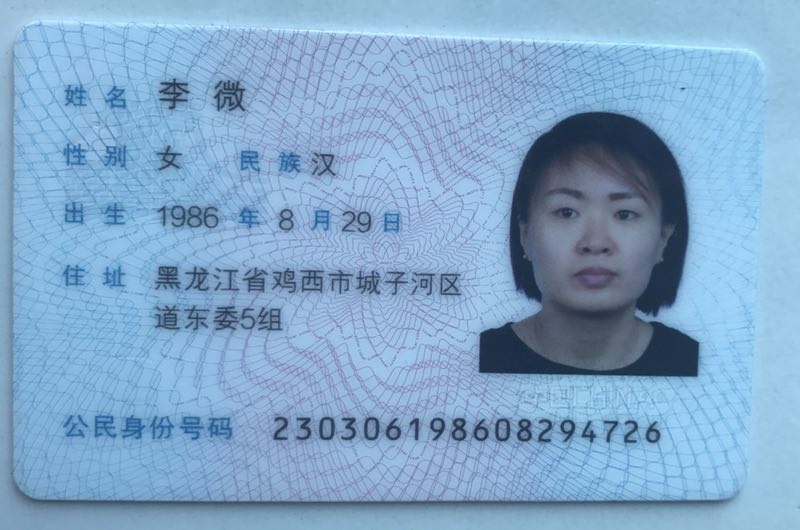 姓名 李微
性别 女 民族 汉
出生 1986 年 8 月 29 日
住址 黑龙江省鸡西市城子河区
道东委5组
公民身份号码 230306198608294726